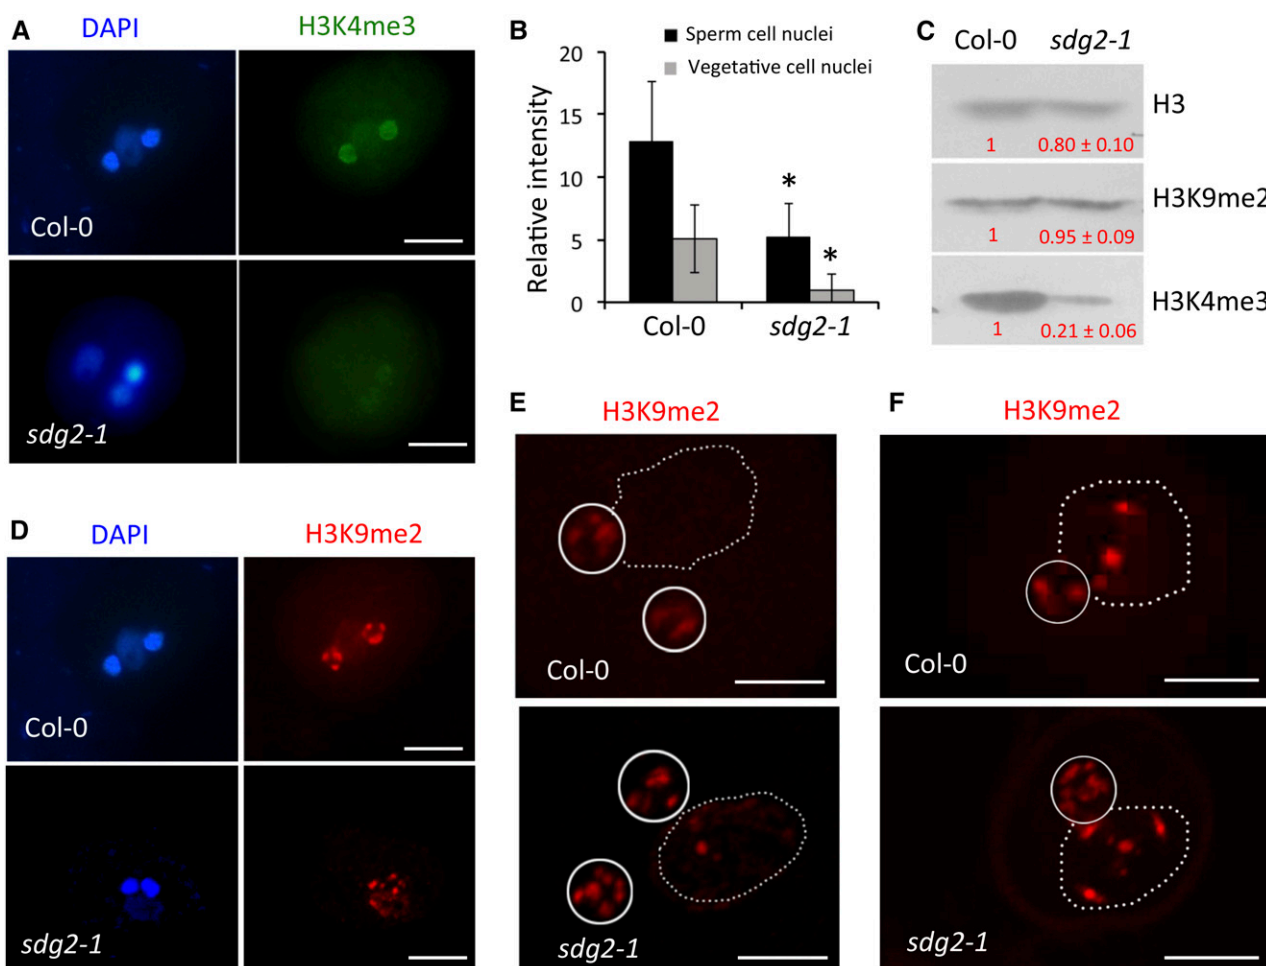 A
DAPI
H3K4me3
Col-0
sdg2-1
B
Sperm cell nuclei
Vegetative cell nuclei
Relative intensity
20
15
10
5
0
*
*
Col-0
sdg2-1
C
Col-0
sdg2-1
H3
1
0.80 ± 0.10
H3K9me2
1
0.95 ± 0.09
H3K4me3
1
0.21 ± 0.06
D
DAPI
H3K9me2
Col-0
sdg2-1
E
H3K9me2
Col-0
sdg2-1
F
H3K9me2
Col-0
sdg2-1